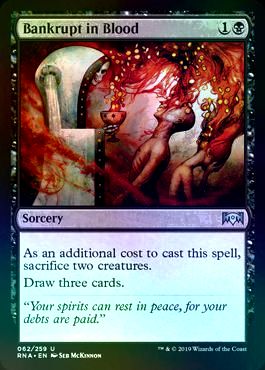 Bankrupt in Blood 1
Sorcery
As an additional cost to cast this spell,
sacrifice two creatures.
Draw three cards.
“Your spirits can rest in peace, for your
debts are paid.”
062/259 U
RNA • EN Seb McKinnon
™ & © 2019 Wizards of the Coast